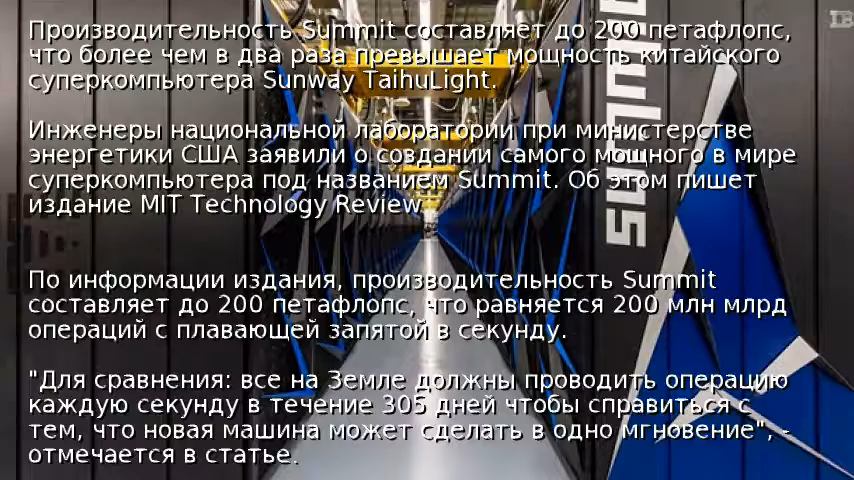 Производительность Summit составляет до 200 петафлопс,
что более чем в два раза превышает мощность китайского
суперкомпьютера Sunway TaihuLight.
Инженеры национальной лаборатории при министерстве
энергетики США заявили о создании самого мощного в мире
суперкомпьютера под названием Summit. Об этом пишет
издание MIT Technology Review.
По информации издания, производительность Summit
составляет до 200 петафлопс, что равняется 200 млн млрд
операций с плавающей запятой в секунду.
"Для сравнения: все на Земле должны проводить операцию
каждую секунду в течение 305 дней чтобы справиться с
тем, что новая машина может сделать в одно мгновение", -
отмечается в статье.
SUMMIT